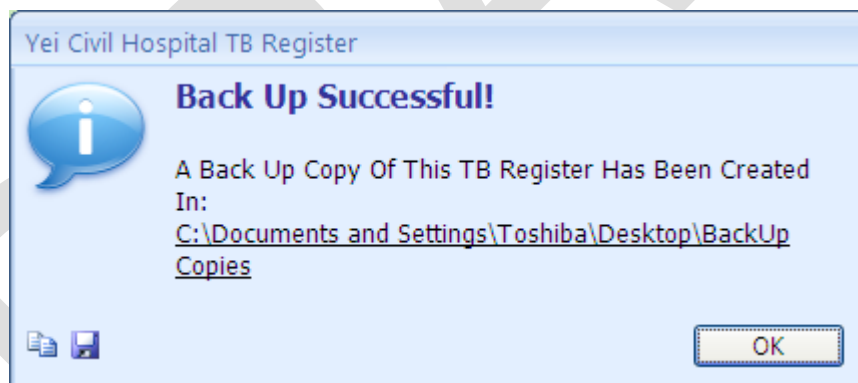 Yei Civil Hospital TB Register
Back Up Successful!
A Back Up Copy Of This TB Register Has Been Created
In:
C:\Documents and Settings\Toshiba\Desktop\BackUp
Copies
OK